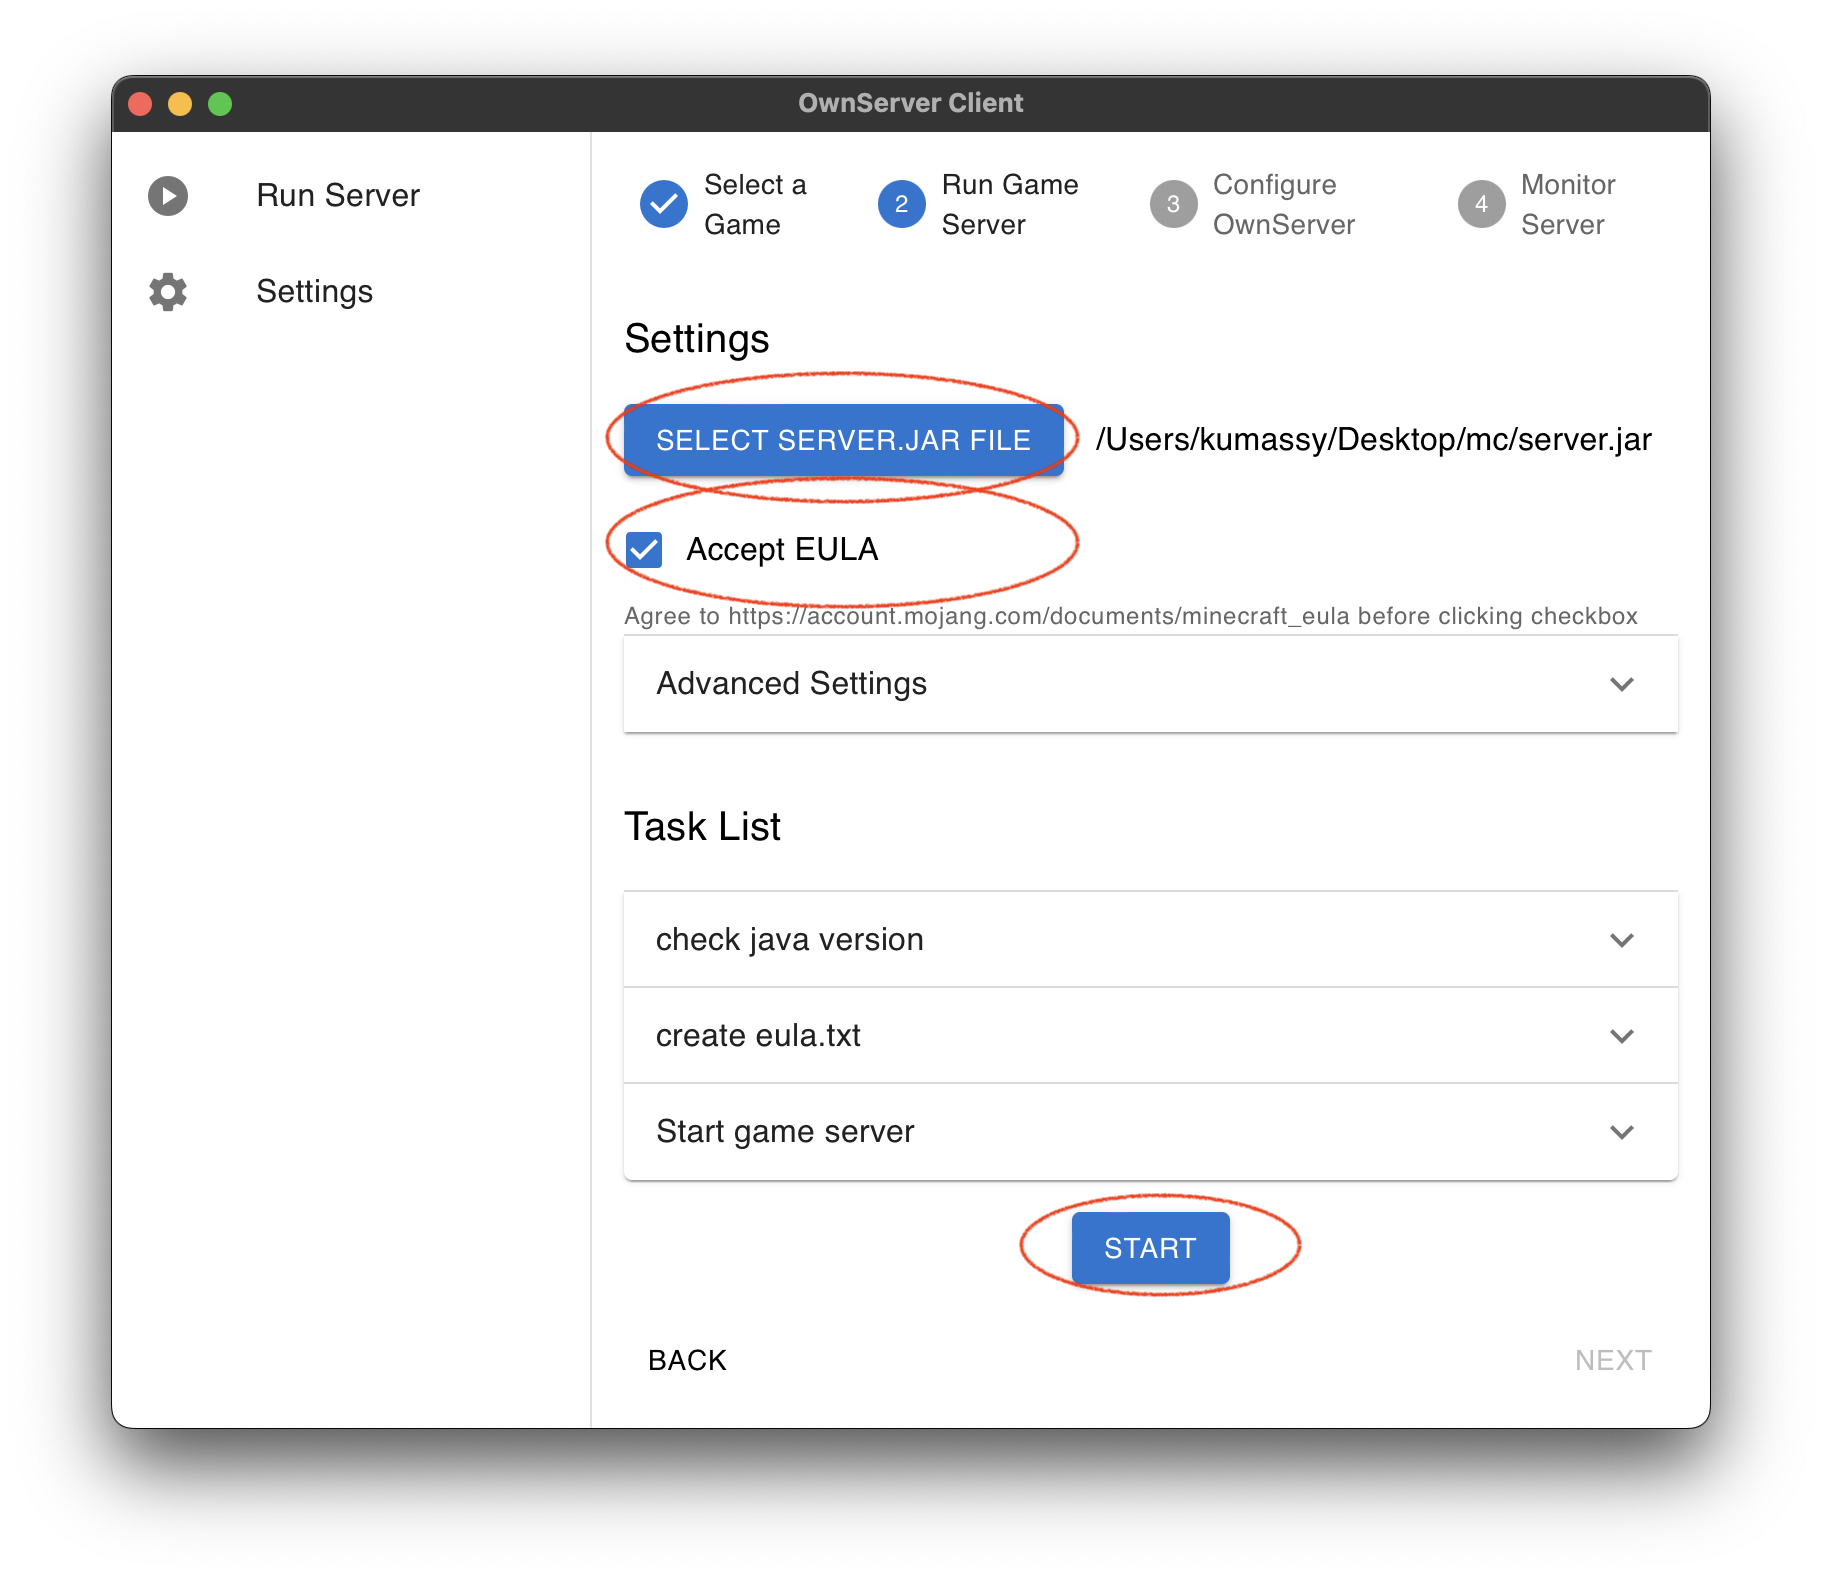 OwnServer Client
Run Server
Settings
Select a
Game
2
Run Game
Server
3
Configure
OwnServer
4
Monitor
Server
Settings
SELECT SERVER.JAR FILE
/Users/kumassy/Desktop/mc/server.jar
Accept EULA
Agree to https://account.mojang.com/documents/minecraft_eula before clicking checkbox
Advanced Settings
Task List
check java version
create eula.txt
Start game server
START
BACK
NEXT